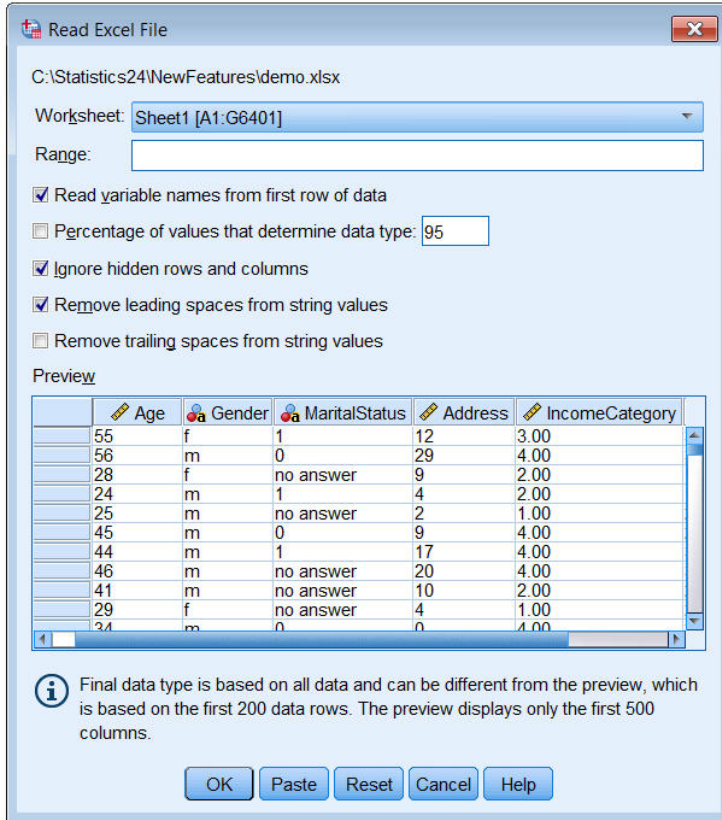 Read Excel File
C:\Statistics24\NewFeatures\demo.xlsx
Worksheet: Sheet1 [A1:G6401]
Range:
Read variable names from first row of data
Percentage of values that determine data type: 95
Ignore hidden rows and columns
Remove leading spaces from string values
Remove trailing spaces from string values
Preview
Age Gender MaritalStatus Address IncomeCategory
55 f 1 12 3.00
56 m 0 29 4.00
28 f no answer 9 2.00
24 m 1 4 2.00
25 m no answer 2 1.00
45 m 0 9 4.00
44 m 1 17 4.00
46 m no answer 20 4.00
41 m no answer 10 2.00
29 f no answer 4 1.00
34 m 0 0 4.00
Final data type is based on all data and can be different from the preview, which
is based on the first 200 data rows. The preview displays only the first 500
columns.
OK Paste Reset Cancel Help